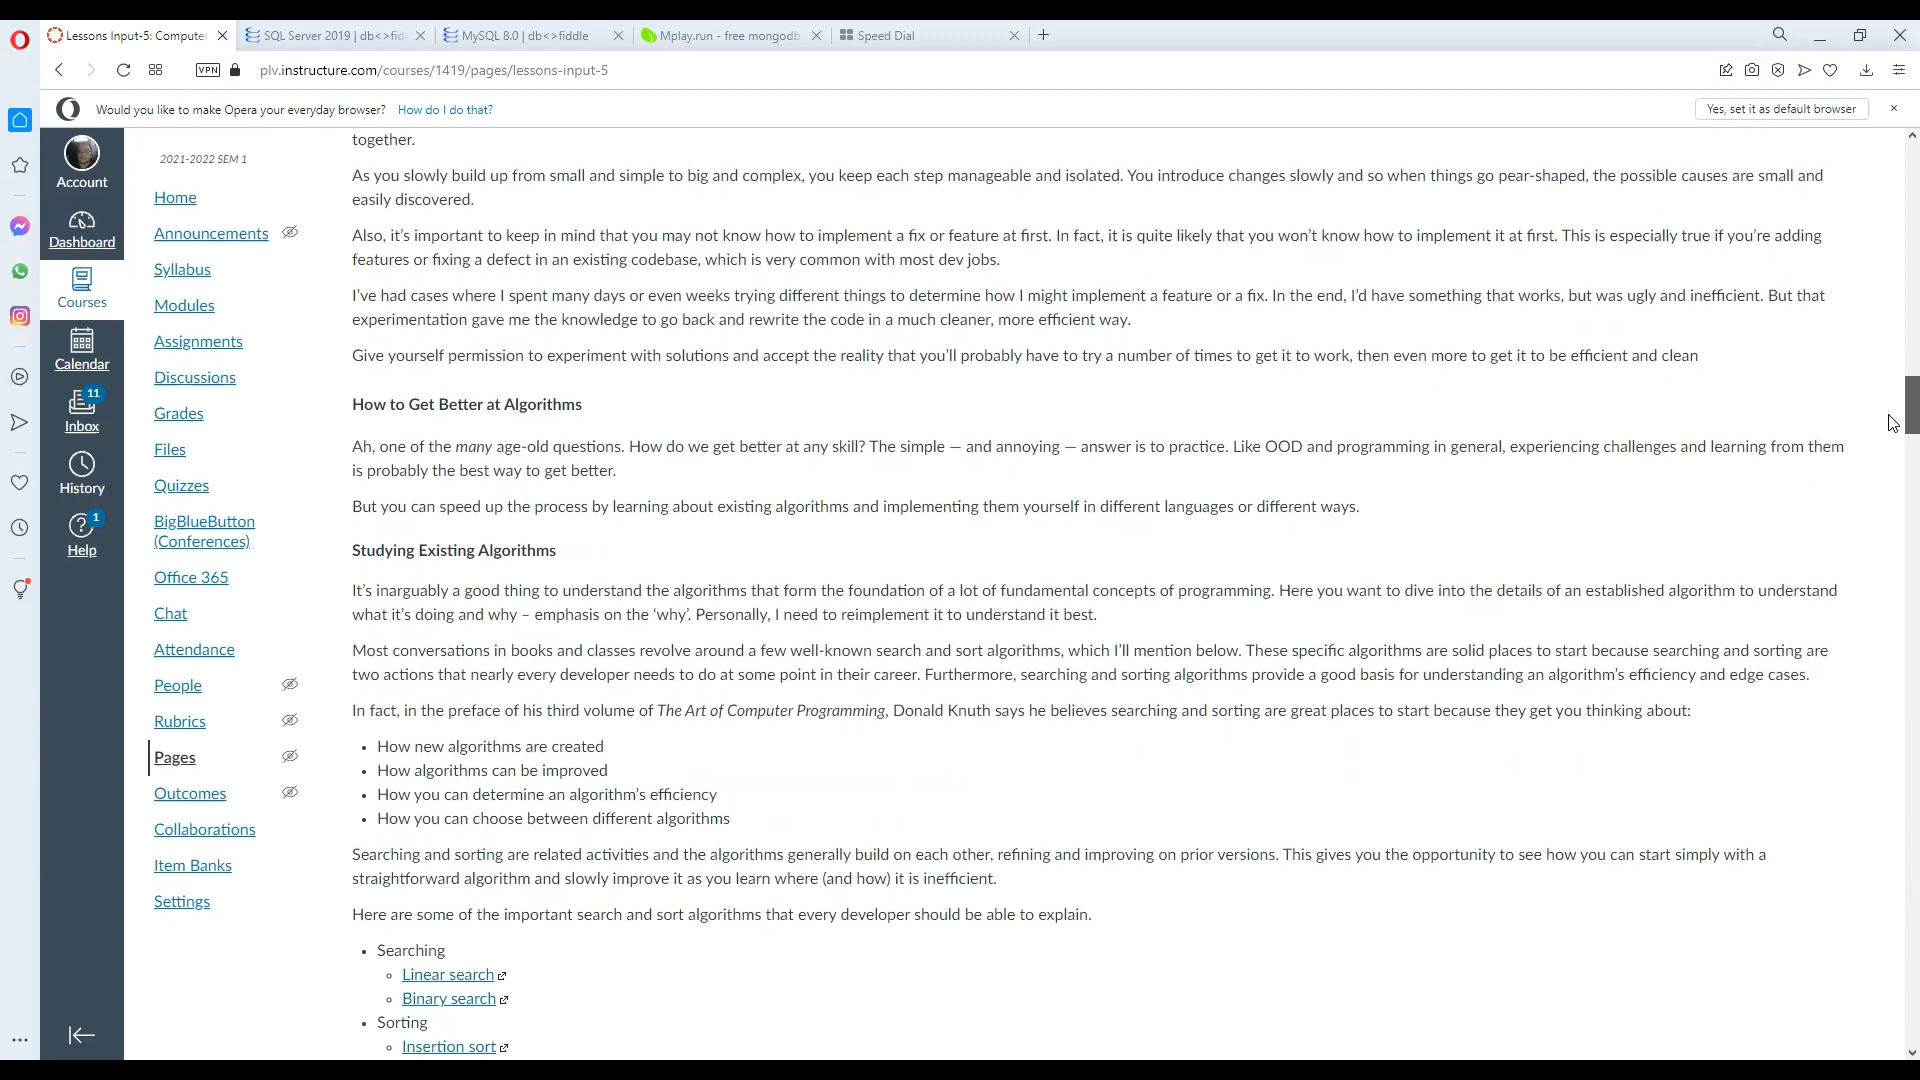 Lessons Input-5: Computer
SQL Server 2019 | db<>fid
MySQL 8.0 | db<>fiddle
Mplay.run - free mongodb
Speed Dial
VPN
plv.instructure.com/courses/1419/pages/lessons-input-5
Would you like to make Opera your everyday browser? How do I do that?
Yes, set it as default browser
Account
Dashboard
Courses
Calendar
11
Inbox
History
1
Help
2021-2022 SEM 1
Home
Announcements
Syllabus
Modules
Assignments
Discussions
Grades
Files
Quizzes
BigBlueButton
(Conferences)
Office 365
Chat
Attendance
People
Rubrics
Pages
Outcomes
Collaborations
Item Banks
Settings
together.
As you slowly build up from small and simple to big and complex, you keep each step manageable and isolated. You introduce changes slowly and so when things go pear-shaped, the possible causes are small and
easily discovered.
Also, it's important to keep in mind that you may not know how to implement a fix or feature at first. In fact, it is quite likely that you won't know how to implement it at first. This is especially true if you're adding
features or fixing a defect in an existing codebase, which is very common with most dev jobs.
I've had cases where I spent many days or even weeks trying different things to determine how I might implement a feature or a fix. In the end, I'd have something that works, but was ugly and inefficient. But that
experimentation gave me the knowledge to go back and rewrite the code in a much cleaner, more efficient way.
Give yourself permission to experiment with solutions and accept the reality that you'll probably have to try a number of times to get it to work, then even more to get it to be efficient and clean
How to Get Better at Algorithms
Ah, one of the many age-old questions. How do we get better at any skill? The simple — and annoying — answer is to practice. Like OOD and programming in general, experiencing challenges and learning from them
is probably the best way to get better.
But you can speed up the process by learning about existing algorithms and implementing them yourself in different languages or different ways.
Studying Existing Algorithms
It's inarguably a good thing to understand the algorithms that form the foundation of a lot of fundamental concepts of programming. Here you want to dive into the details of an established algorithm to understand
what it's doing and why – emphasis on the 'why'. Personally, I need to reimplement it to understand it best.
Most conversations in books and classes revolve around a few well-known search and sort algorithms, which I'll mention below. These specific algorithms are solid places to start because searching and sorting are
two actions that nearly every developer needs to do at some point in their career. Furthermore, searching and sorting algorithms provide a good basis for understanding an algorithm's efficiency and edge cases.
In fact, in the preface of his third volume of The Art of Computer Programming, Donald Knuth says he believes searching and sorting are great places to start because they get you thinking about:
• How new algorithms are created
• How algorithms can be improved
• How you can determine an algorithm's efficiency
• How you can choose between different algorithms
Searching and sorting are related activities and the algorithms generally build on each other, refining and improving on prior versions. This gives you the opportunity to see how you can start simply with a
straightforward algorithm and slowly improve it as you learn where (and how) it is inefficient.
Here are some of the important search and sort algorithms that every developer should be able to explain.
• Searching
◦ Linear search
◦ Binary search
• Sorting
◦ Insertion sort